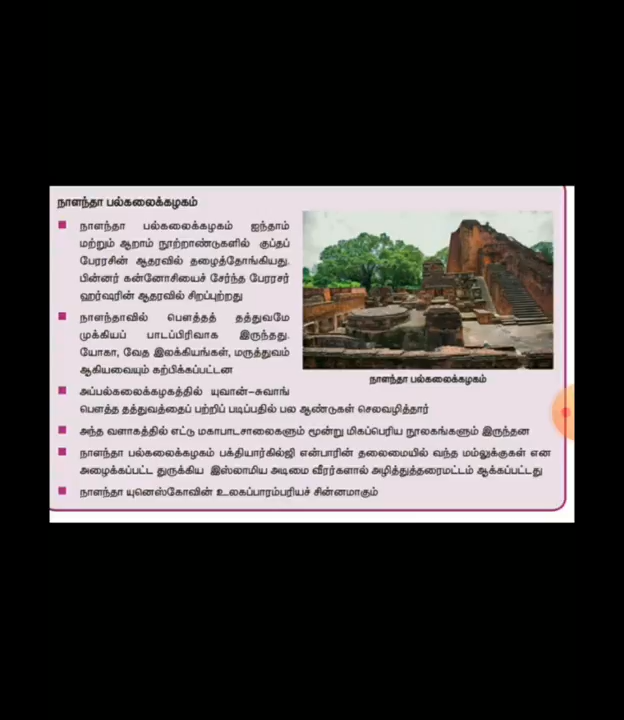 நாளந்தா பல்கலைக்கழகம்
நாளந்தா பல்கலைக்கழகம் ஐந்தாம்
மற்றும் ஆறாம் நூற்றாண்டுகளில் குப்தப்
பேரரசின் ஆதரவில் தழைத்தோங்கியது.
பின்னர் கன்னோசியைச் சேர்ந்த பேரரசர்
ஹர்ஷரின் ஆதரவில் சிறப்புற்றது
நாளந்தாவில் பௌத்தத் தத்துவமே
முக்கியப் பாடப்பிரிவாக இருந்தது.
யோகா, வேத இலக்கியங்கள், மருத்துவம்
ஆகியவையும் கற்பிக்கப்பட்டன
நாளந்தா பல்கலைக்கழகம்
அப்பல்கலைக்கழகத்தில் யுவான்–சுவாங்
பௌத்த தத்துவத்தைப் பற்றிப் படிப்பதில் பல ஆண்டுகள் செலவழித்தார்
அந்த வளாகத்தில் எட்டு மகாபாடசாலைகளும் மூன்று மிகப்பெரிய நூலகங்களும் இருந்தன
நாளந்தா பல்கலைக்கழகம் பக்தியார்கில்ஜி என்பாரின் தலைமையில் வந்த மம்லுக்குகள் என
அழைக்கப்பட்ட துருக்கிய இஸ்லாமிய அடிமை வீரர்களால் அழித்துத்தரைமட்டம் ஆக்கப்பட்டது
நாளந்தா யுனெஸ்கோவின் உலகப்பாரம்பரியச் சின்னமாகும்